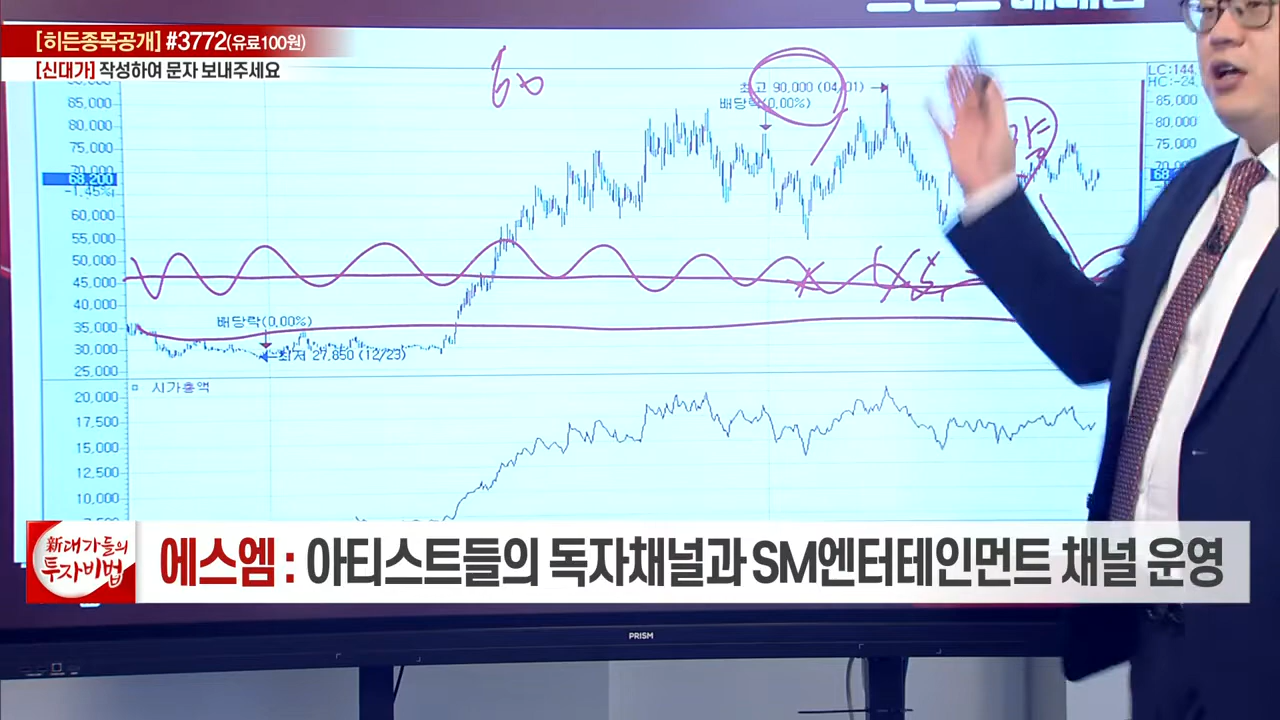 [히든종목공개] #3772(유료100원)
[신대가] 작성하여 문자 보내주세요
60
최고 90,000 (04/01)
배당락(0.00%)
LC:144
HC:-24
85,000
80,000
75,000
70,000
68,200
-1.45%
60,000
55,000
50,000
45,000
40,000
35,000
30,000
25,000
85,000
80,000
75,000
70,000
68
배당락(0.00%)
최저 27,850 (12/23)
시가총액
20,000
17,500
15,000
12,500
10,000
新대가들의
투자비법
에스엠 : 아티스트들의 독자채널과 SM엔터테인먼트 채널 운영
PRISM